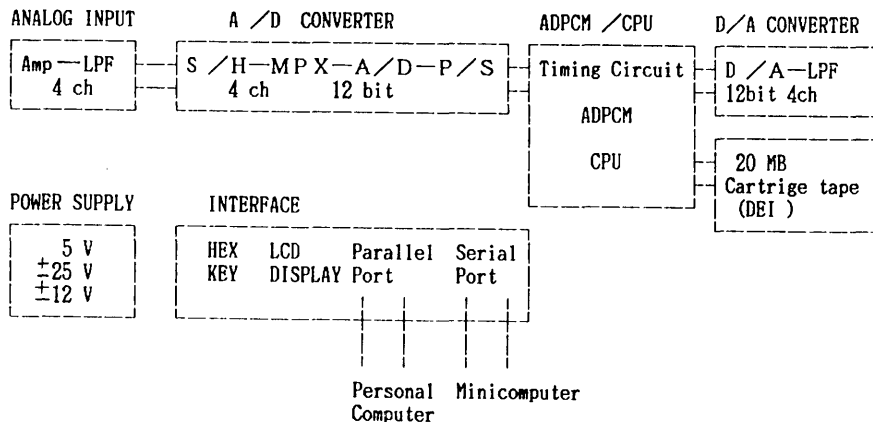 ANALOG INPUT
Amp—LPF
4 ch
A /D CONVERTER
S /H—MPX—A/D—P/S
4 ch 12 bit
ADPCM /CPU
Timing Circuit
ADPCM
CPU
D/A CONVERTER
D /A—LPF
12bit 4ch
20 MB
Cartrige tape
(DEI )
POWER SUPPLY
5 V
±25 V
±12 V
INTERFACE
HEX LCD Parallel Serial
KEY DISPLAY Port Port
Personal Minicomputer
Computer